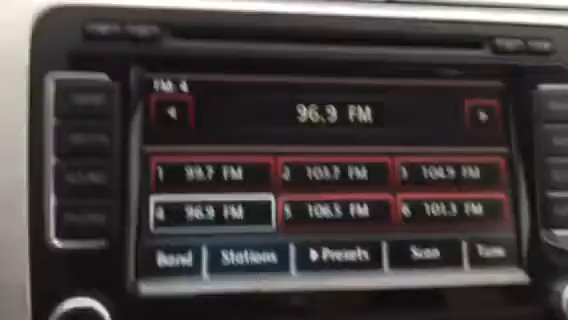 FM: 4
96.9 FM
1 99.7 FM 2 103.7 FM 3 104.9 FM
4 96.9 FM 5 106.5 FM 6 101.3 FM
Band Stations Presets Scan Tune